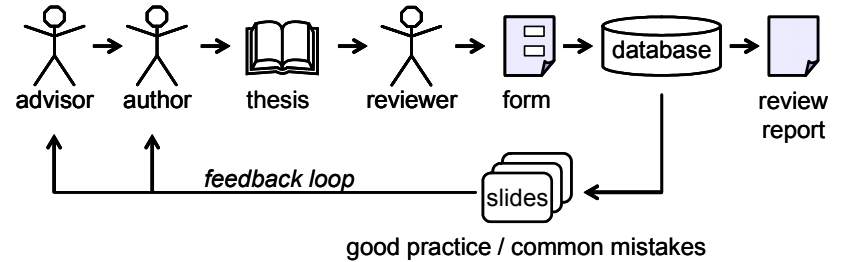 database
advisor
author
thesis
reviewer
form
review
report
feedback loop
slides
good practice / common mistakes